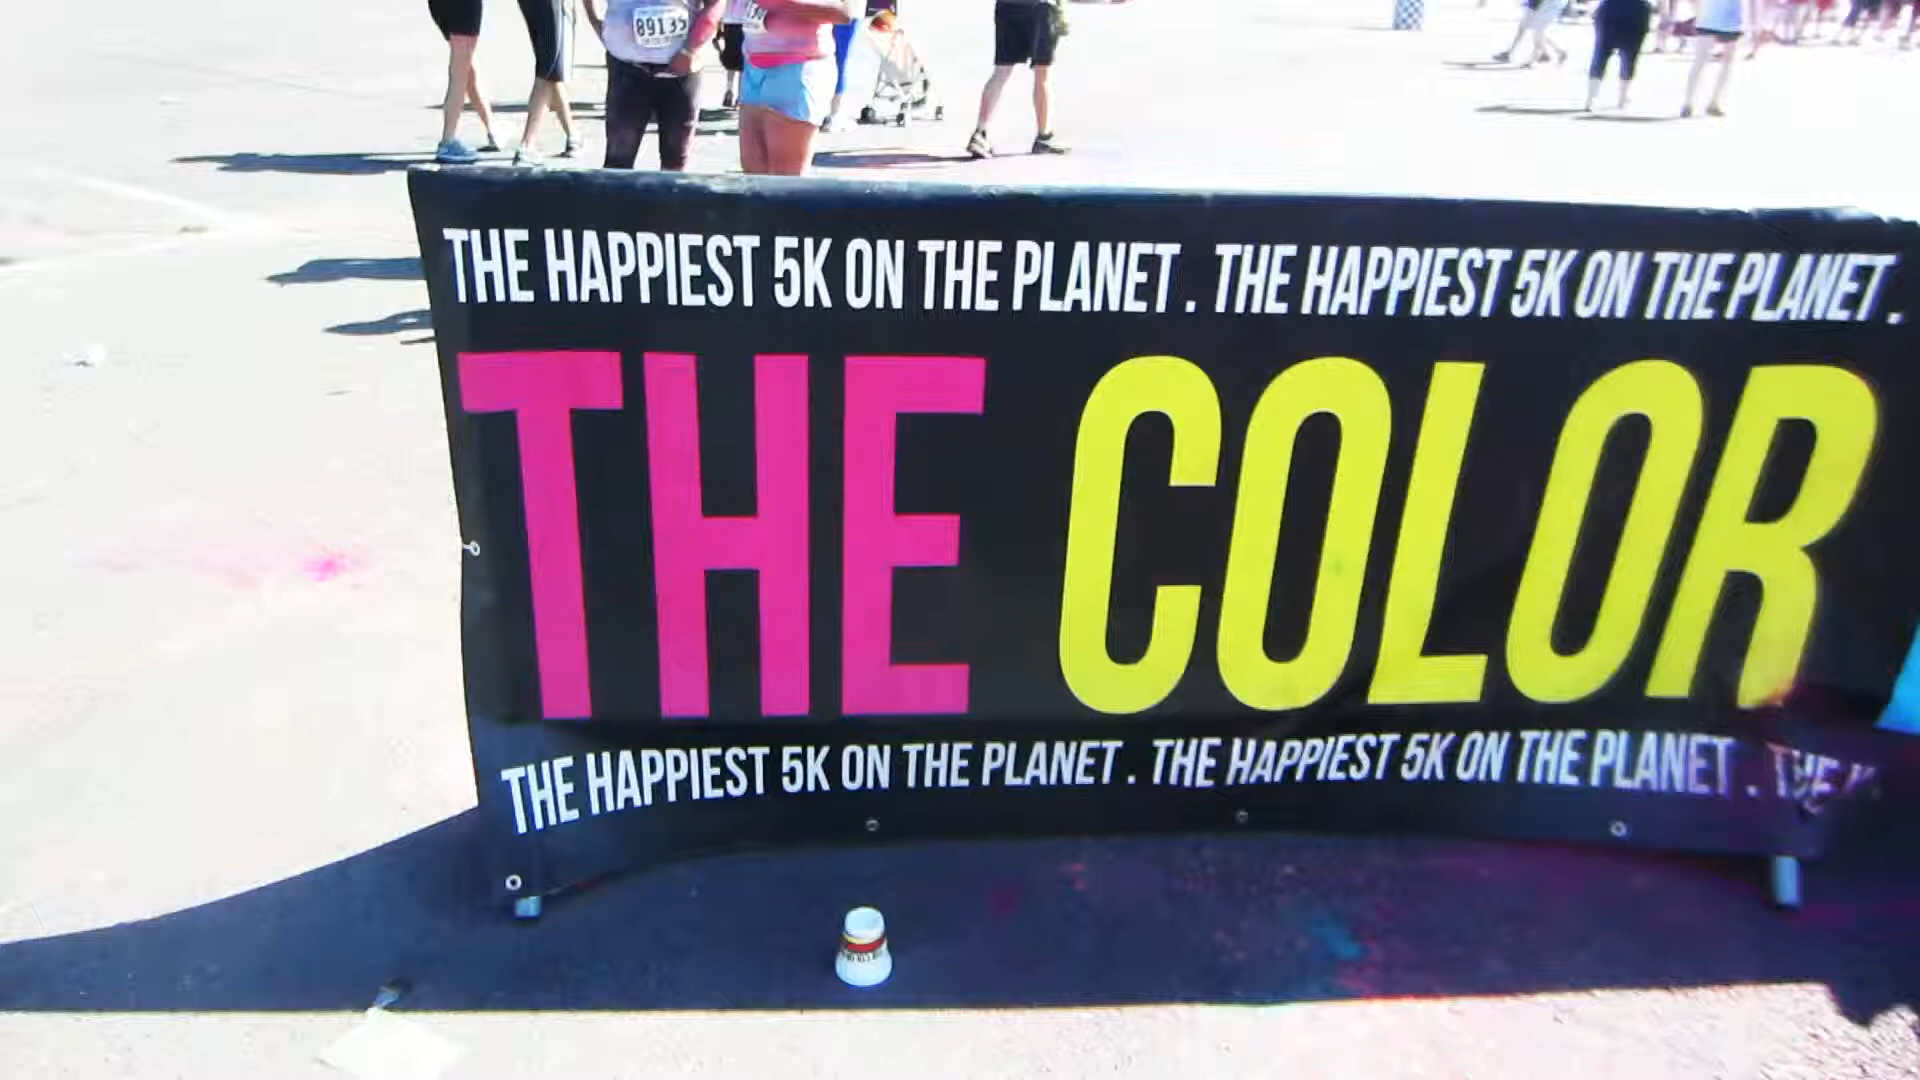 89135
THE HAPPIEST 5K ON THE PLANET . THE HAPPIEST 5K ON THE PLANET .
THE COLOR
THE HAPPIEST 5K ON THE PLANET . THE HAPPIEST 5K ON THE PLANET . THE